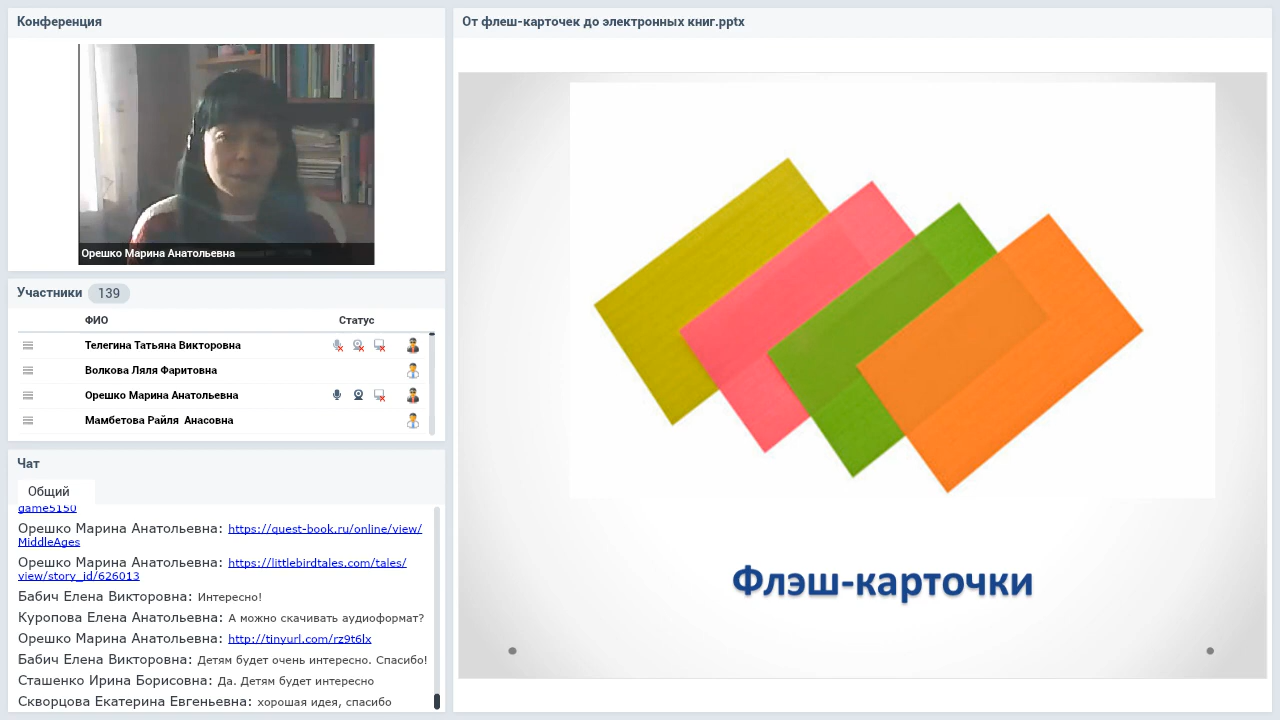 Конференция
Орешко Марина Анатольевна
Участники 139
ФИО Статус
Телегина Татьяна Викторовна
Волкова Ляля Фаритовна
Орешко Марина Анатольевна
Мамбетова Райля Анасовна
Чат
Общий
game5150
Орешко Марина Анатольевна: https://quest-book.ru/online/view/
MiddleAges
Орешко Марина Анатольевна: https://littlebirdtales.com/tales/
view/story_id/626013
Бабич Елена Викторовна: Интересно!
Куропова Елена Анатольевна: А можно скачивать аудиоформат?
Орешко Марина Анатольевна: http://tinyurl.com/rz9t6lx
Бабич Елена Викторовна: Детям будет очень интересно. Спасибо!
Сташенко Ирина Борисовна: Да. Детям будет интересно
Скворцова Екатерина Евгеньевна: хорошая идея, спасибо
От флеш-карточек до электронных книг.pptx
Флэш-карточки